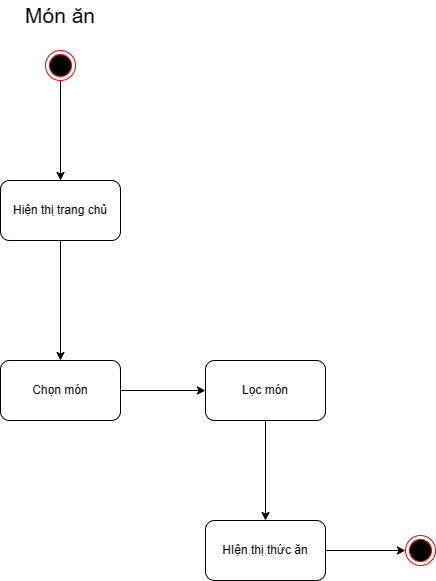 Món ăn
Hiện thị trang chủ
Chọn món
Lọc món
HIện thị thức ăn